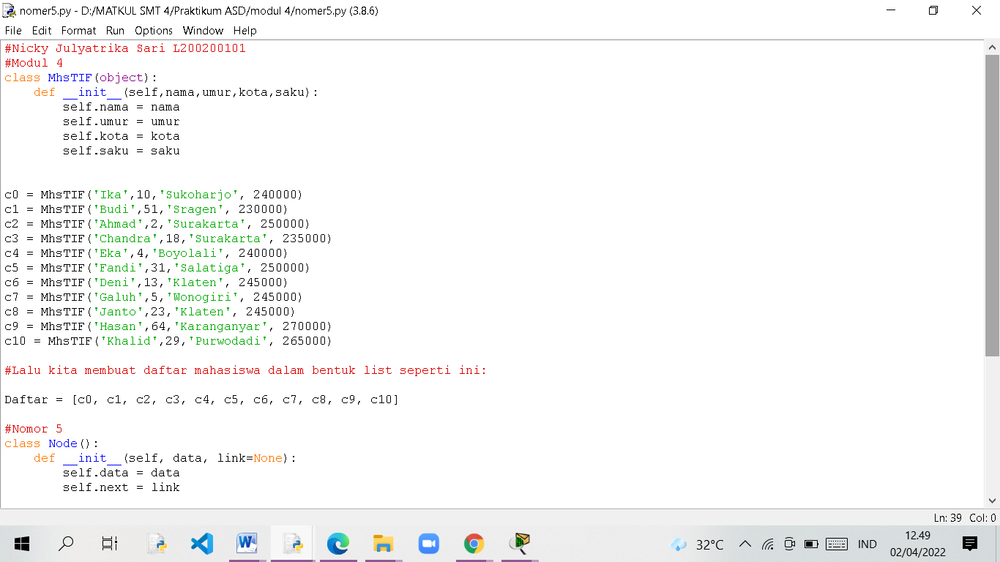 nomer5.py - D:/MATKUL SMT 4/Praktikum ASD/modul 4/nomer5.py (3.8.6)
File Edit Format Run Options Window Help
#Nicky Julyatrika Sari L200200101
#Modul 4
class MhsTIF(object):
    def __init__(self,nama,umur,kota,saku):
        self.nama = nama
        self.umur = umur
        self.kota = kota
        self.saku = saku
c0 = MhsTIF('Ika',10,'Sukoharjo', 240000)
c1 = MhsTIF('Budi',51,'Sragen', 230000)
c2 = MhsTIF('Ahmad',2,'Surakarta', 250000)
c3 = MhsTIF('Chandra',18,'Surakarta', 235000)
c4 = MhsTIF('Eka',4,'Boyolali', 240000)
c5 = MhsTIF('Fandi',31,'Salatiga', 250000)
c6 = MhsTIF('Deni',13,'Klaten', 245000)
c7 = MhsTIF('Galuh',5,'Wonogiri', 245000)
c8 = MhsTIF('Janto',23,'Klaten', 245000)
c9 = MhsTIF('Hasan',64,'Karanganyar', 270000)
c10 = MhsTIF('Khalid',29,'Purwodadi', 265000)
#Lalu kita membuat daftar mahasiswa dalam bentuk list seperti ini:
Daftar = [c0, c1, c2, c3, c4, c5, c6, c7, c8, c9, c10]
#Nomor 5
class Node():
    def __init__(self, data, link=None):
        self.data = data
        self.next = link
Ln: 39 Col: 0
32°C IND 12.49
02/04/2022